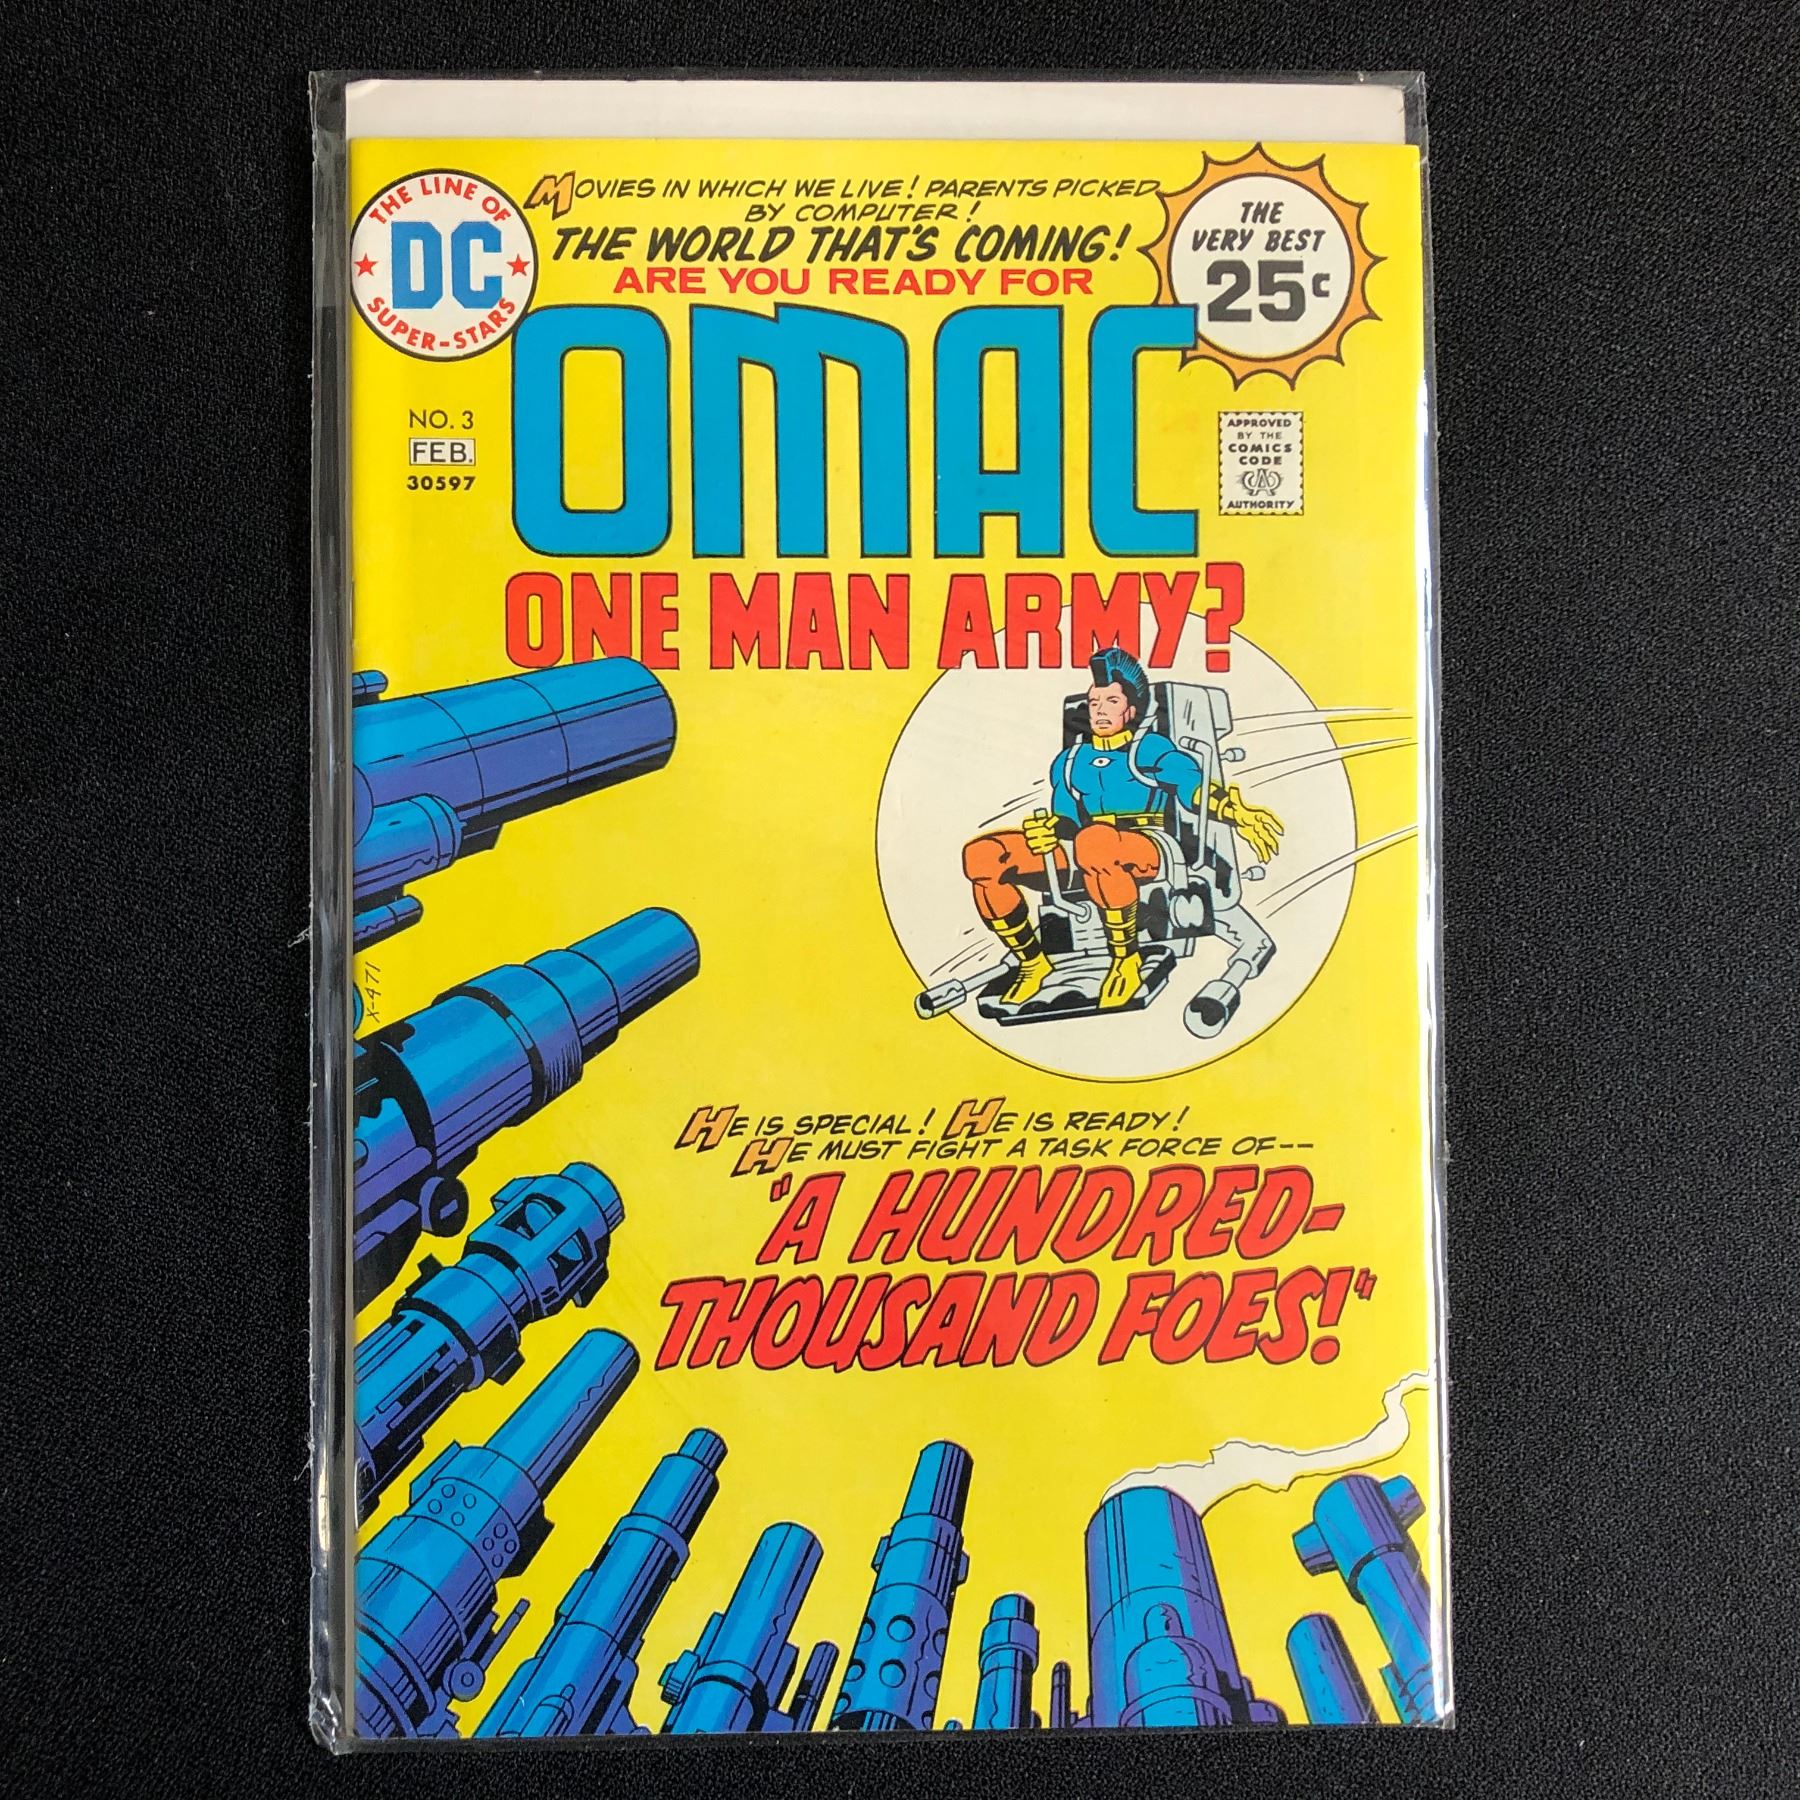 THE LINE OF
DC
SUPER-STARS
MOVIES IN WHICH WE LIVE! PARENTS PICKED
BY COMPUTER!
THE WORLD THAT'S COMING!
ARE YOU READY FOR
THE
VERY BEST
25¢
OMAC
NO. 3
FEB.
30597
APPROVED
BY THE
COMICS
CODE
CA
AUTHORITY
ONE MAN ARMY?
X-471
HE IS SPECIAL! HE IS READY!
HE MUST FIGHT A TASK FORCE OF--
"A HUNDRED-
THOUSAND FOES!"